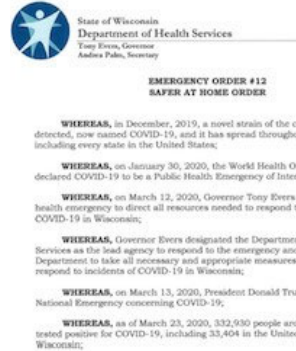 State of Wisconsin
Department of Health Services
Tony Evers, Governor
Andrea Palm, Secretary
EMERGENCY ORDER #12
SAFER AT HOME ORDER
WHEREAS, in December, 2019, a novel strain of the c
detected, now named COVID-19, and it has spread througho
including every state in the United States;
WHEREAS, on January 30, 2020, the World Health O
declared COVID-19 to be a Public Health Emergency of Inter
WHEREAS, on March 12, 2020, Governor Tony Evers
health emergency to direct all resources needed to respond t
COVID-19 in Wisconsin;
WHEREAS, Governor Evers designated the Departme
Services as the lead agency to respond to the emergency and
Department to take all necessary and appropriate measures
respond to incidents of COVID-19 in Wisconsin;
WHEREAS, on March 13, 2020, President Donald Tru
National Emergency concerning COVID-19;
WHEREAS, as of March 23, 2020, 332,930 people aro
tested positive for COVID-19, including 33,404 in the United
Wisconsin;